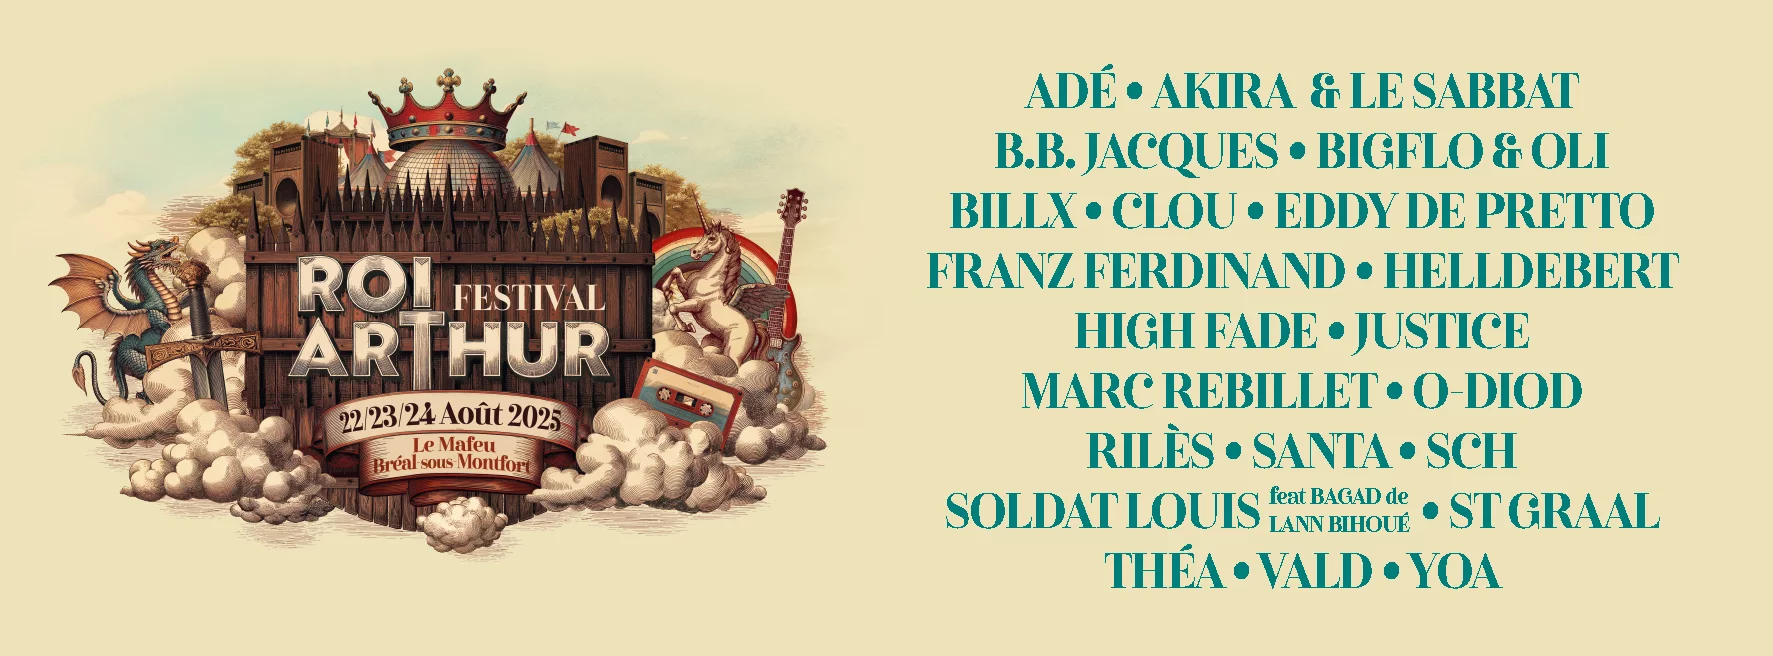 ROI
FESTIVAL
ARTHUR
22/23/24 Août 2025
Le Mafeu
Bréal-sous-Montfort
ADÉ • AKIRA & LE SABBAT
B.B. JACQUES • BIGFLO & OLI
BILLX • CLOU • EDDY DE PRETTO
FRANZ FERDINAND • HELLDEBERT
HIGH FADE • JUSTICE
MARC REBILLET • O-DIOD
RILÈS • SANTA • SCH
SOLDAT LOUIS feat BAGAD de LANN BIHOUÉ • ST GRAAL
THÉA • VALD • YOA